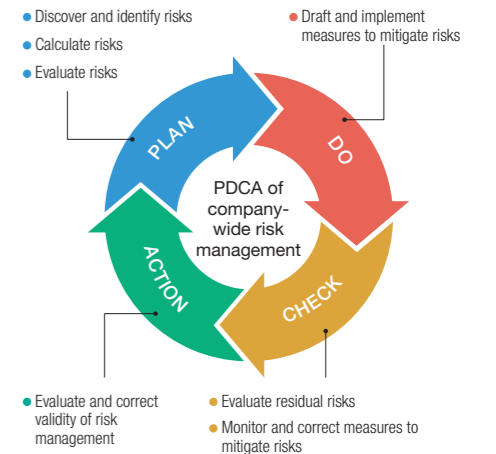 Discover and identify risks
Calculate risks
Evaluate risks
Draft and implement
measures to mitigate risks
PLAN
DO
PDCA of
company-
wide risk
management
ACTION
CHECK
Evaluate and correct
validity of risk
management
Evaluate residual risks
Monitor and correct measures to
mitigate risks